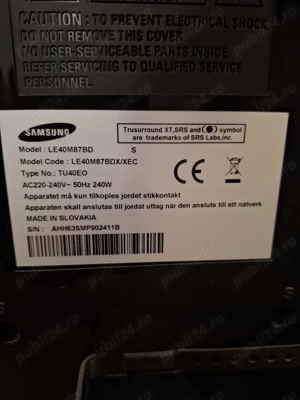 CAUTION : TO PREVENT ELECTRICAL SHOCK,
DO NOT REMOVE THIS COVER.
NO USER-SERVICEABLE PARTS INSIDE.
REFER SERVICING TO QUALIFIED SERVICE
PERSONNEL.
SAMSUNG
Trusurround XT, SRS and (●) symbol
are trademarks of SRS Labs, Inc.
Model : LE40M87BD S
Model Code : LE40M87BDX/XEC
Type No.: TU40EO
AC220-240V~ 50Hz 240W
Apparatet må kun tilkoples jordet stikkontakt
Apparaten skall anslutas till jordat uttag när den ansluts till ett nätverk
MADE IN SLOVAKIA
S/N : AHH63SMP902411B
publi24.ro